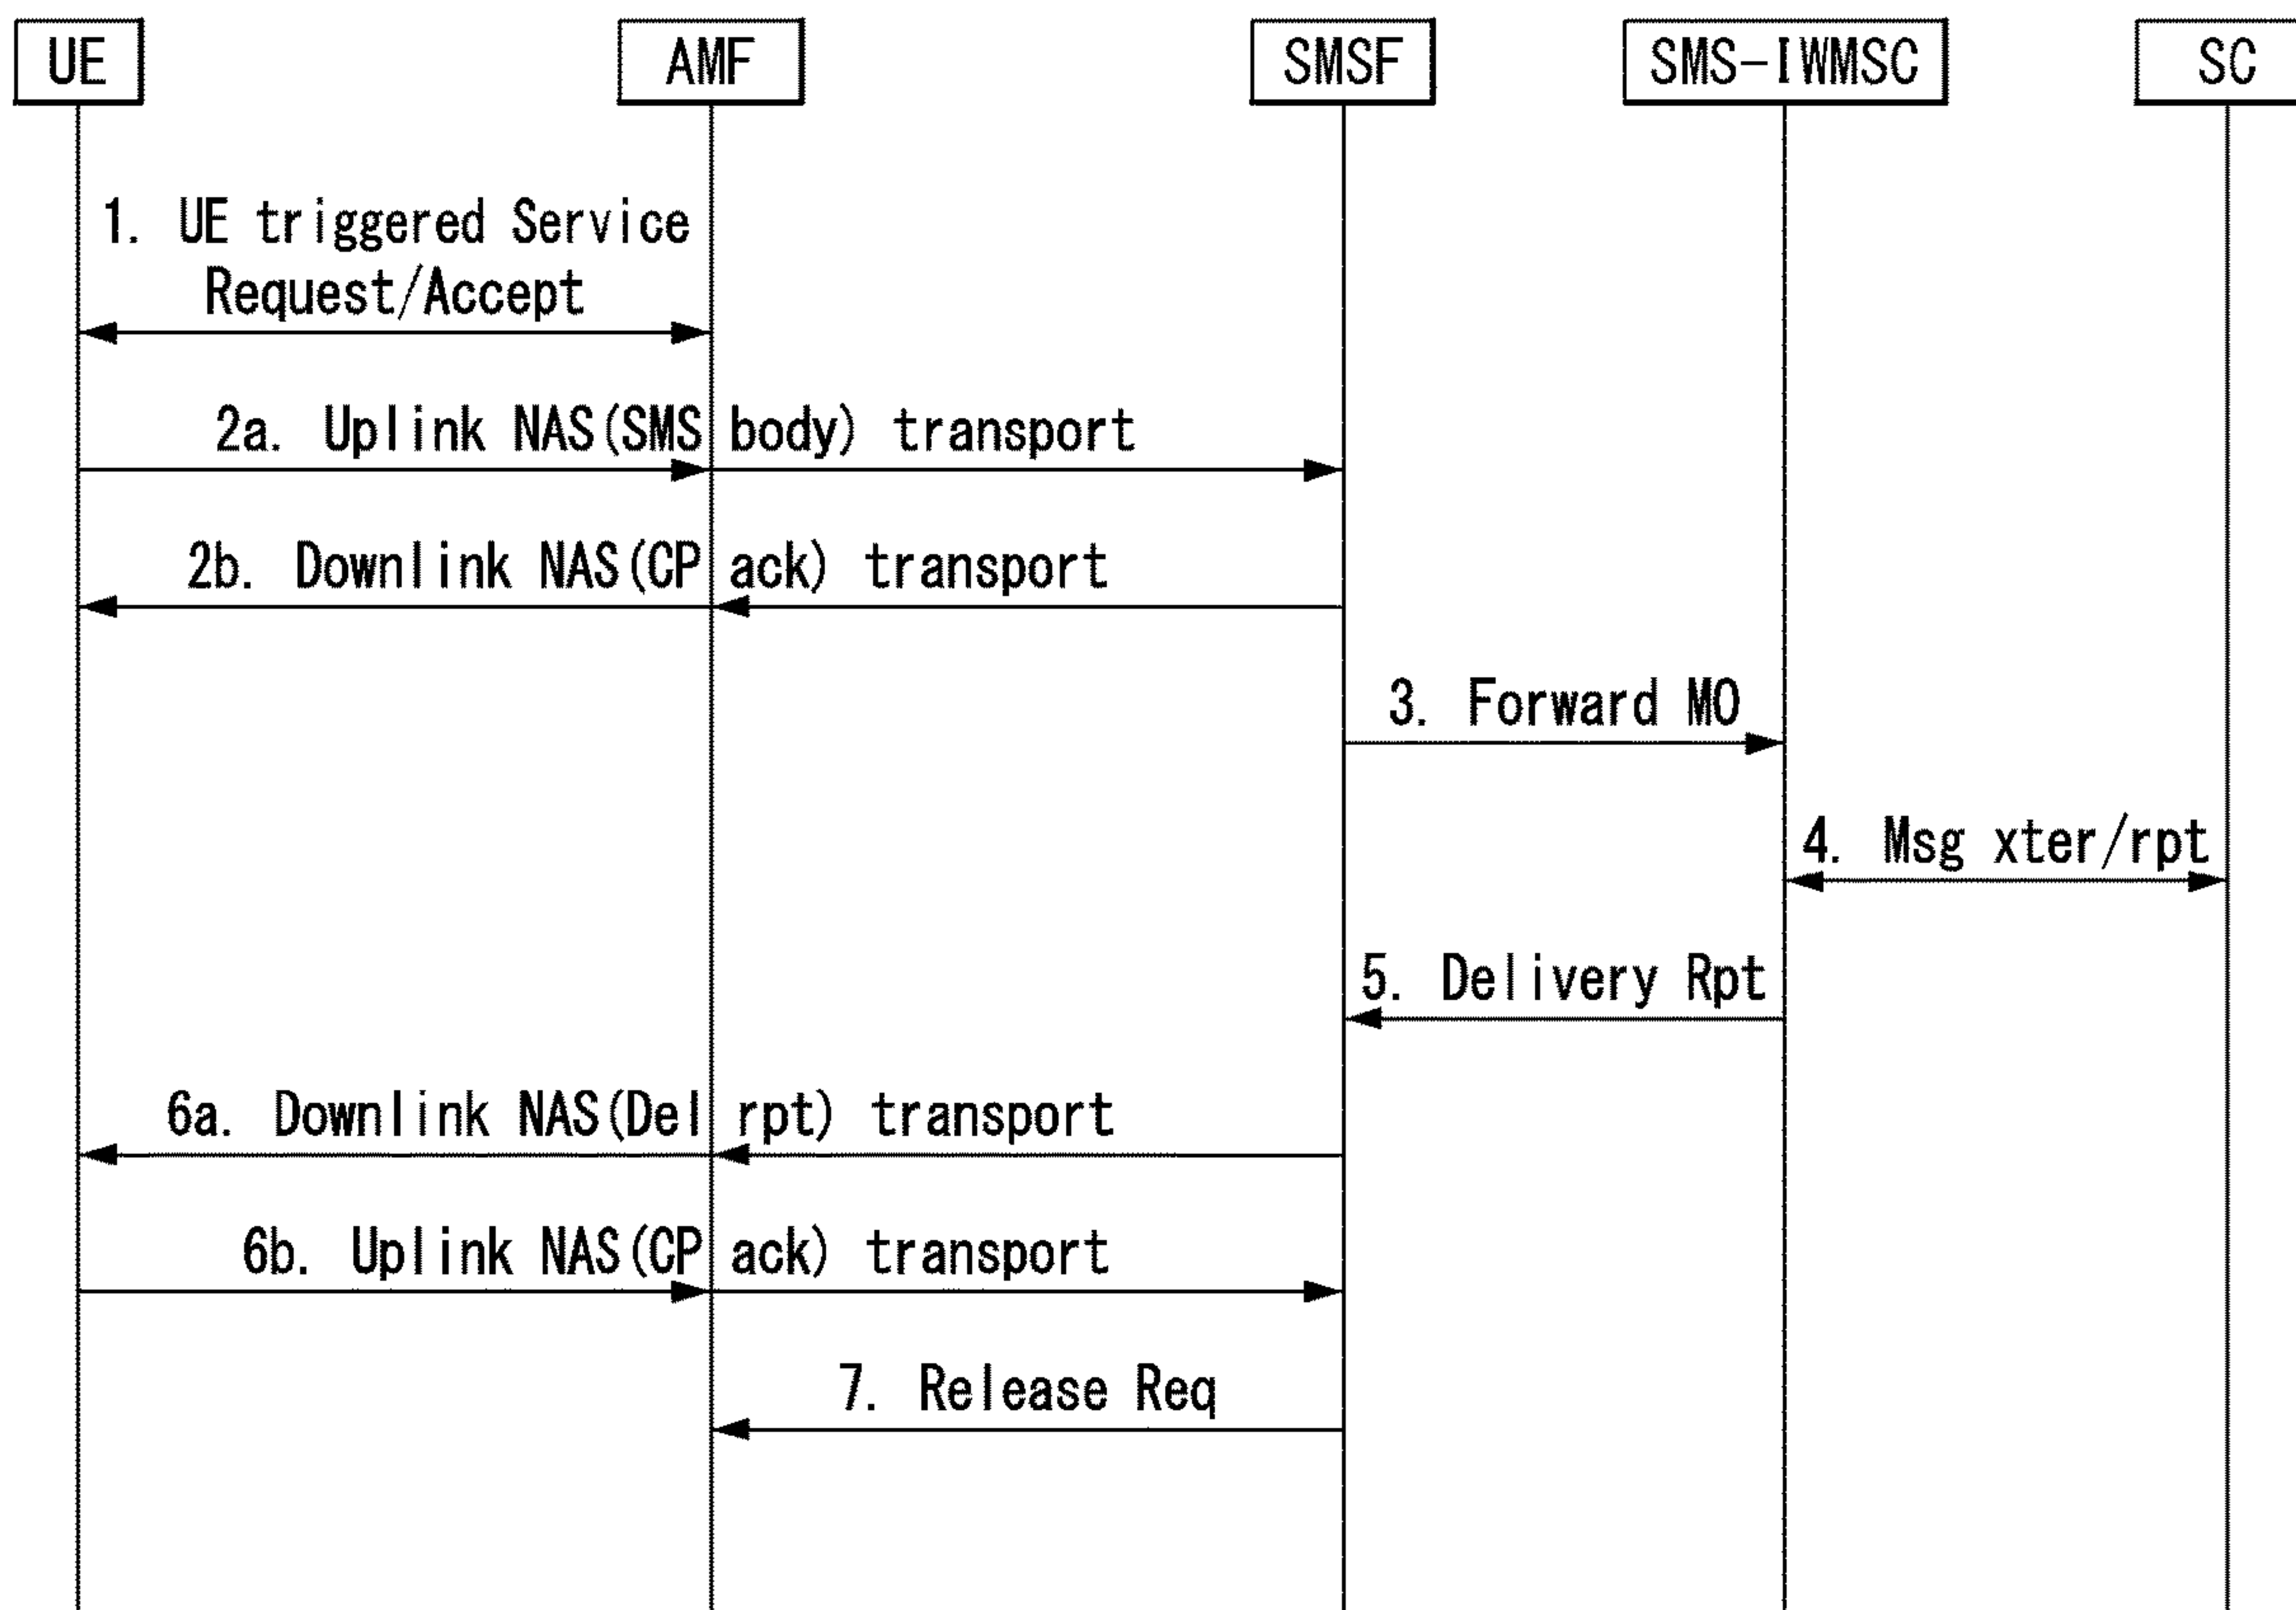 UE
AMF
SMSF
SMS-IWMSC
SC
1. UE triggered Service
Request/Accept
2a. Uplink NAS(SMS body) transport
2b. Downlink NAS(CP ack) transport
3. Forward MO
4. Msg xter/rpt
5. Delivery Rpt
6a. Downlink NAS(Del rpt) transport
6b. Uplink NAS(CP ack) transport
7. Release Req